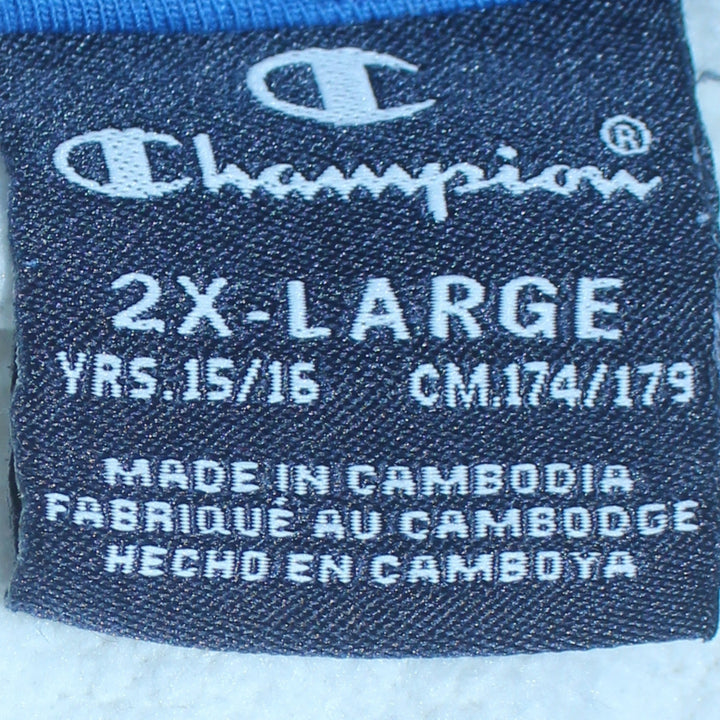 Champion®
2X-LARGE
YRS.15/16 CM.174/179
MADE IN CAMBODIA
FABRIQUÉ AU CAMBODGE
HECHO EN CAMBOYA